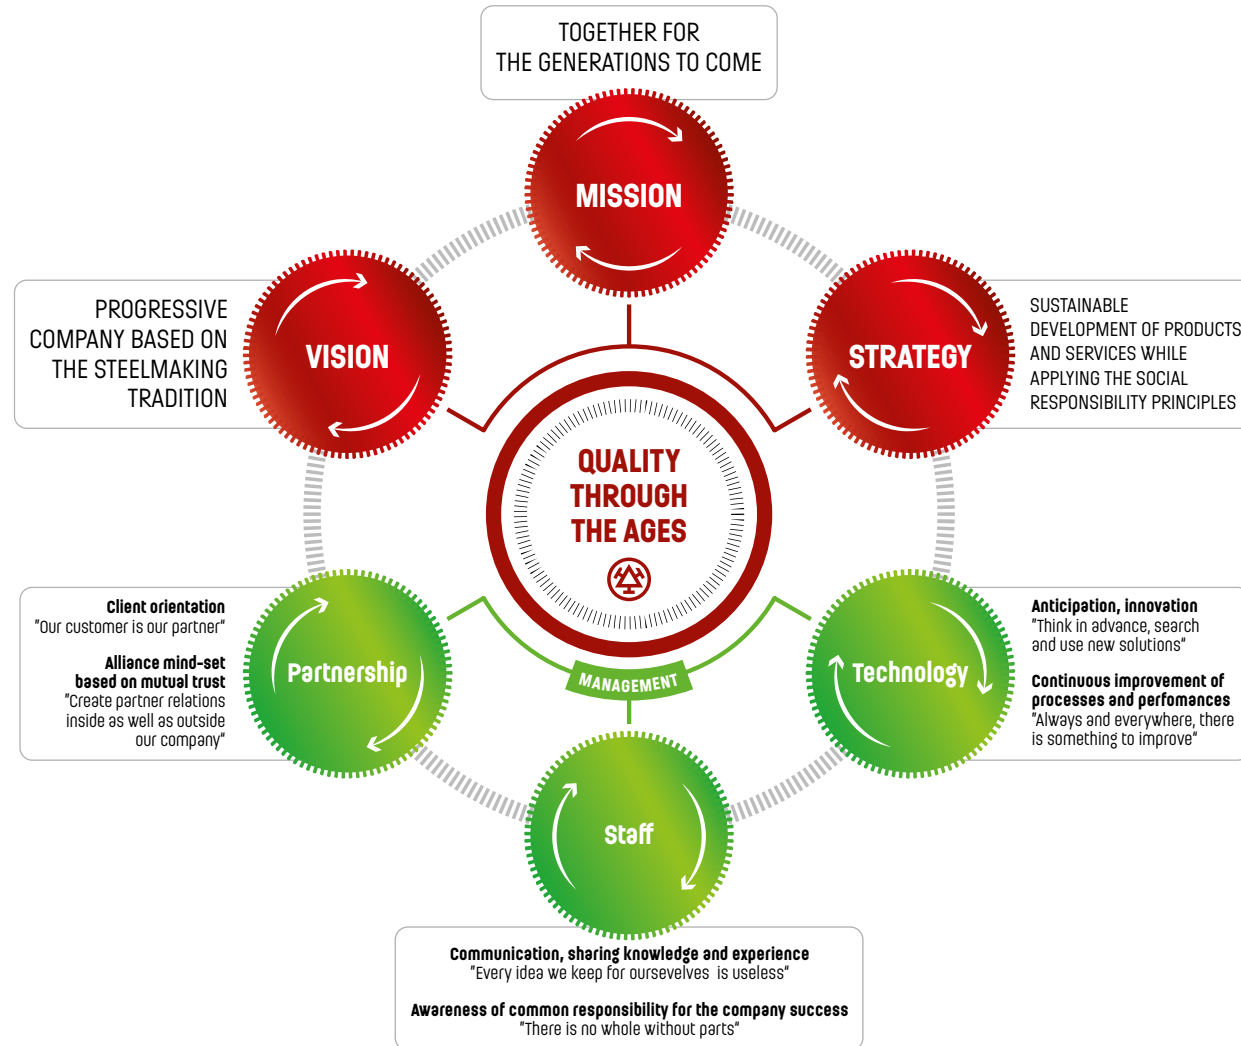 TOGETHER FOR
THE GENERATIONS TO COME
MISSION
PROGRESSIVE
COMPANY BASED ON
THE STEELMAKING
TRADITION
VISION
STRATEGY
SUSTAINABLE
DEVELOPMENT OF PRODUCTS
AND SERVICES WHILE
APPLYING THE SOCIAL
RESPONSIBILITY PRINCIPLES
QUALITY
THROUGH
THE AGES
MANAGEMENT
Client orientation
"Our customer is our partner“
Alliance mind-set
based on mutual trust
"Create partner relations
inside as well as outside
our company“
Partnership
Technology
Anticipation, innovation
"Think in advance, search
and use new solutions“
Continuous improvement of
processes and perfomances
"Always and everywhere, there
is something to improve“
Staff
Communication, sharing knowledge and experience
"Every idea we keep for oursevelves is useless“
Awareness of common responsibility for the company success
"There is no whole without parts“